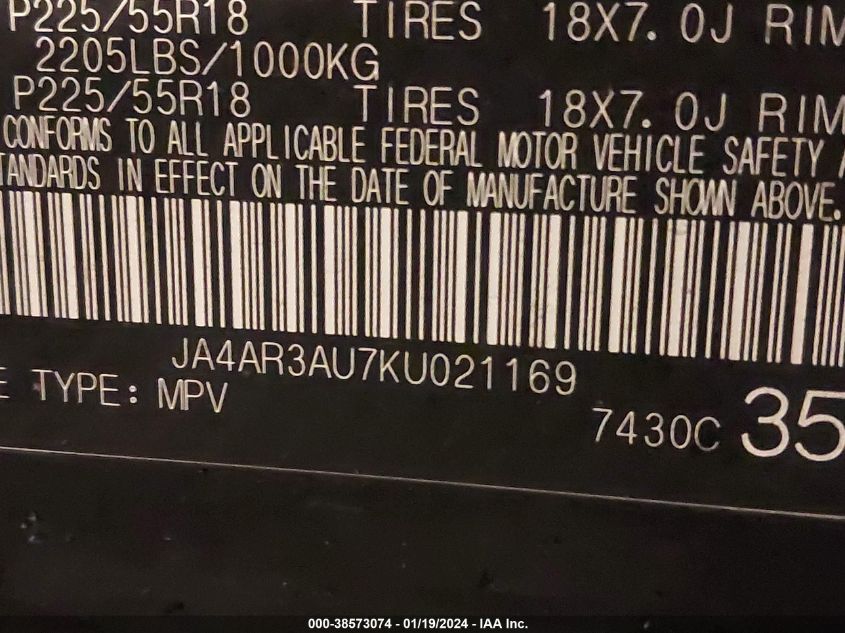 P225/55R18 TIRES 18X7.0J RIM
2205LBS/1000KG
P225/55R18 TIRES 18X7.0J RIM
CONFORMS TO ALL APPLICABLE FEDERAL MOTOR VEHICLE SAFETY
TANDARDS IN EFFECT ON THE DATE OF MANUFACTURE SHOWN ABOVE.
JA4AR3AU7KU021169
E TYPE: MPV
7430C 35
000-38573074 - 01/19/2024 - IAA Inc.